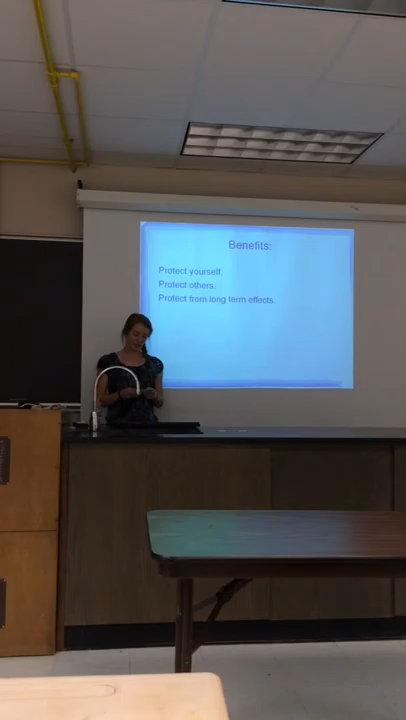 Benefits:
Protect yourself.
Protect others.
Protect from long term effects.